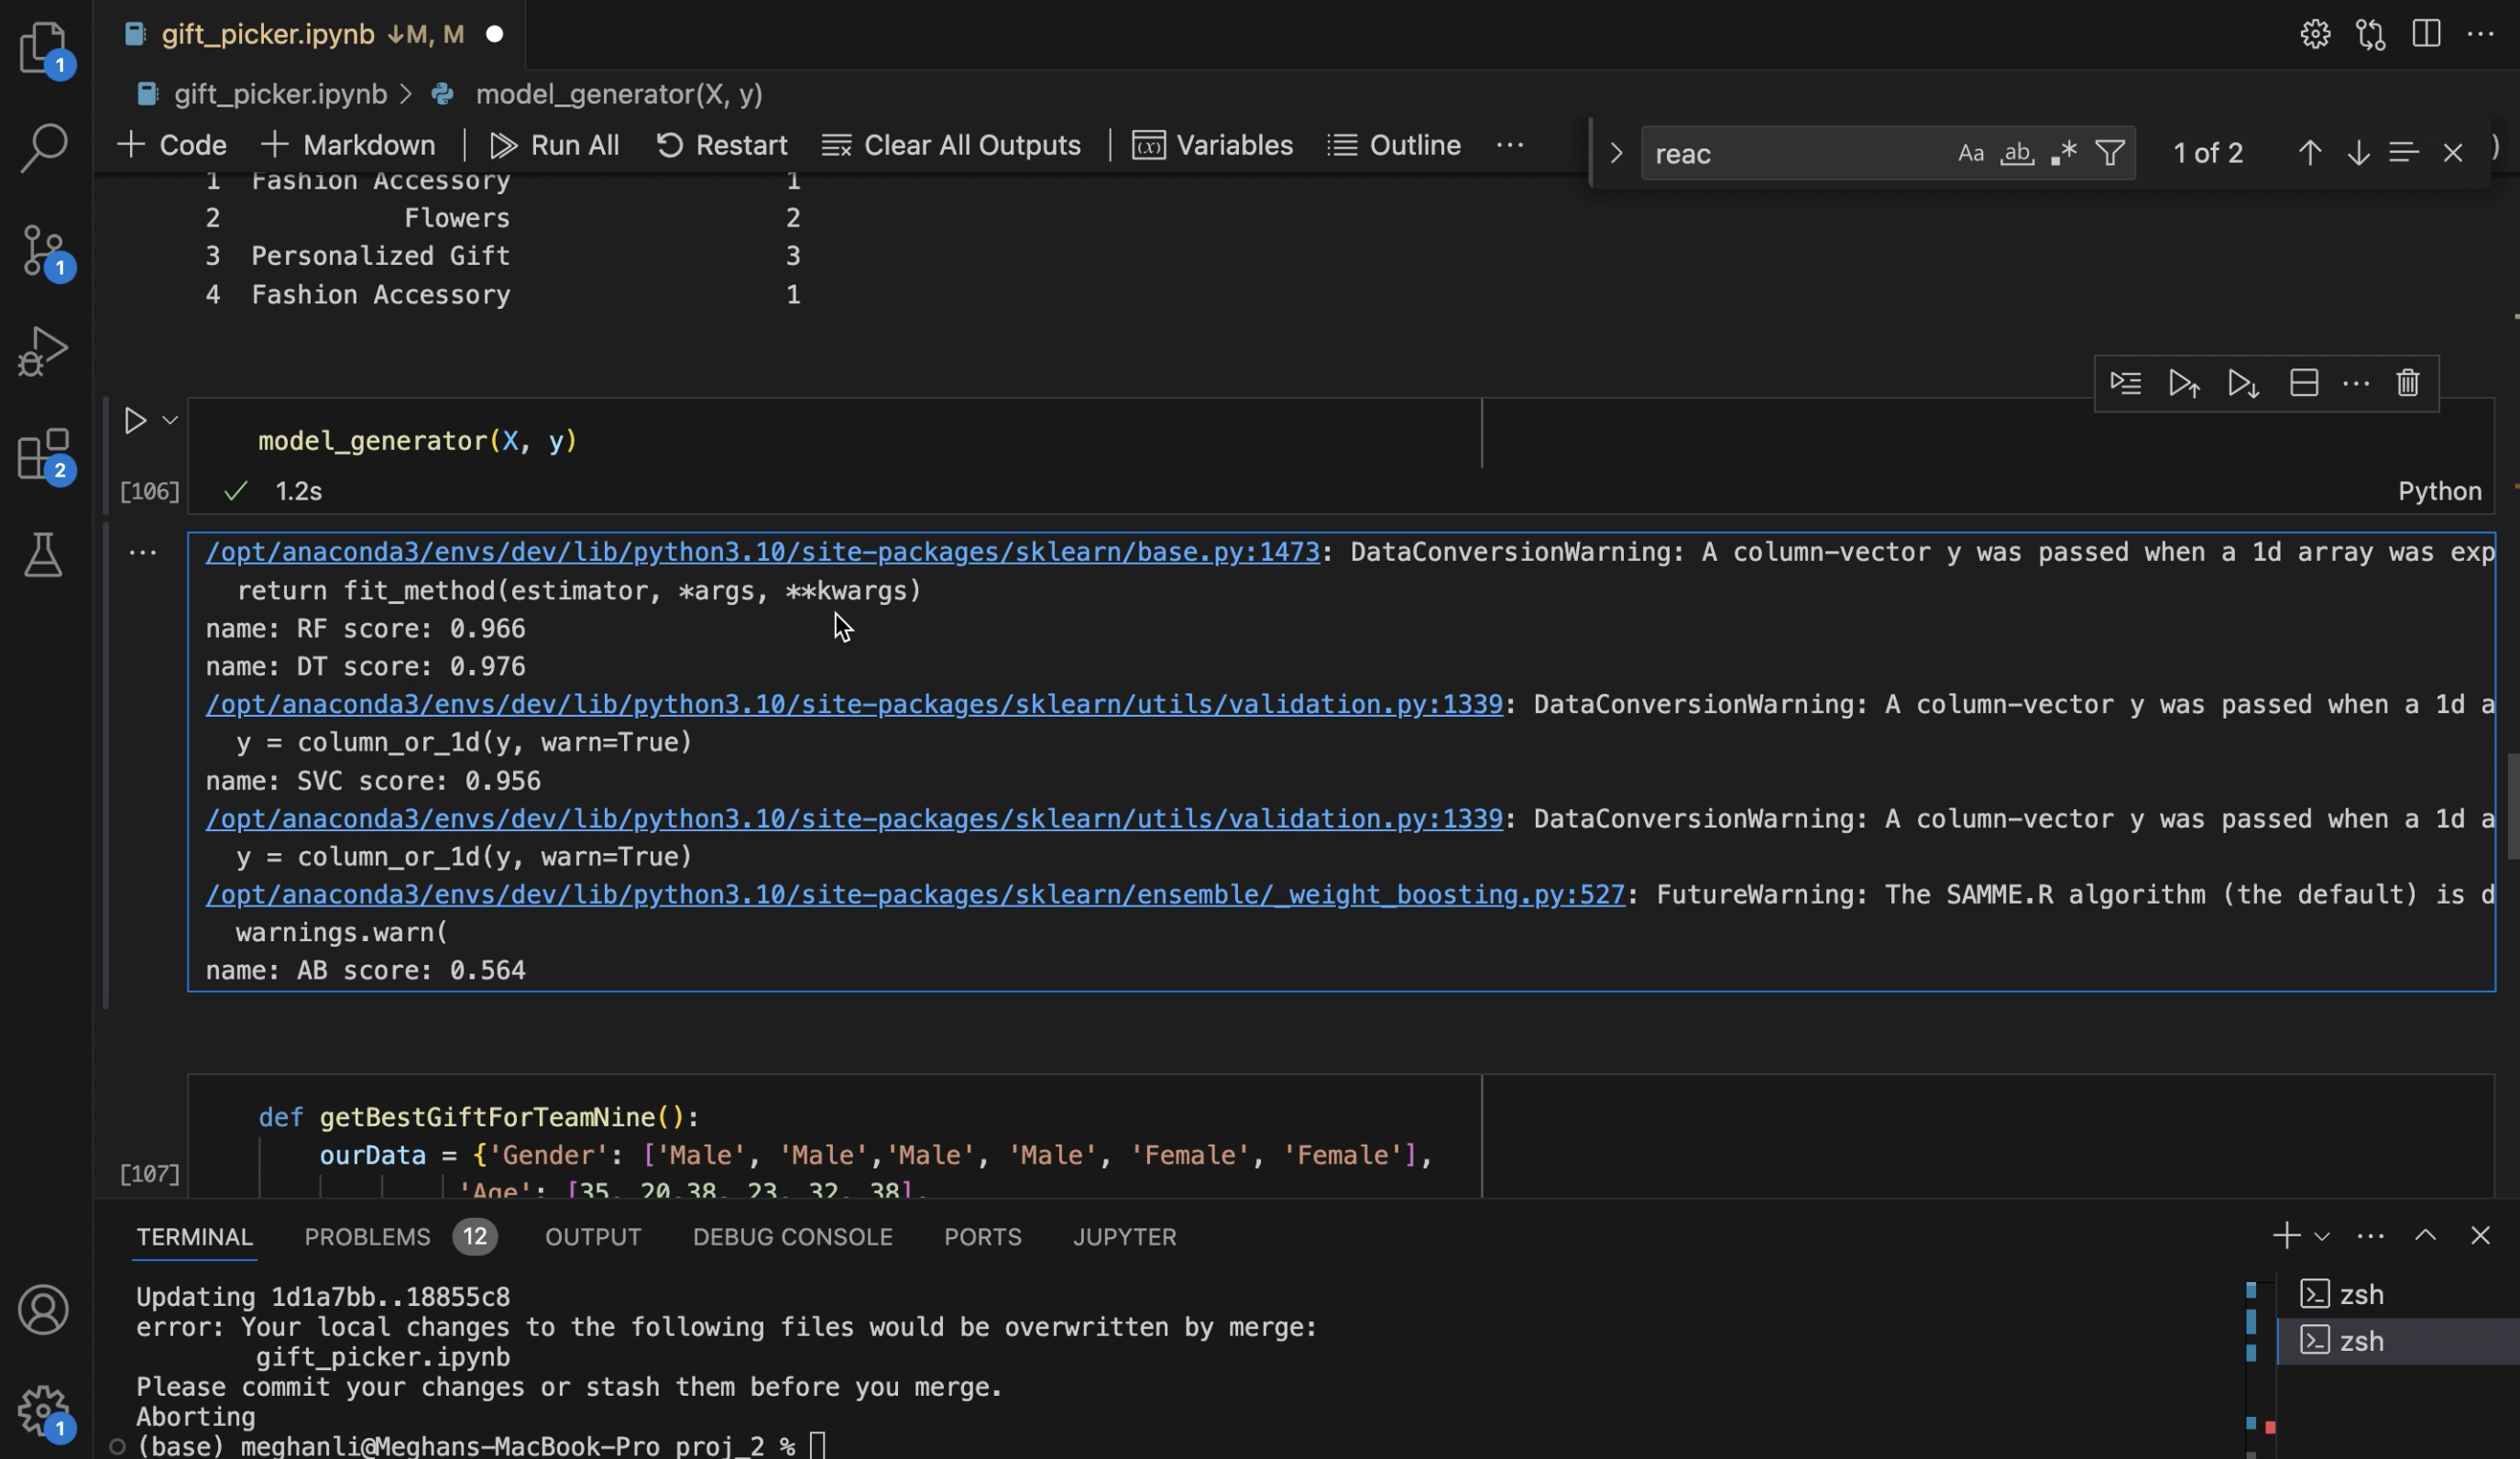 1
gift_picker.ipynb ↓M, M
gift_picker.ipynb > model_generator(X, y)
+ Code + Markdown | Run All Restart Clear All Outputs | Variables Outline ...
reac Aa ab .* 1 of 2
1 Fashion Accessory 1
2 Flowers 2
3 Personalized Gift 3
4 Fashion Accessory 1
1
2
model_generator(X, y)
[106] ✓ 1.2s Python
/opt/anaconda3/envs/dev/lib/python3.10/site-packages/sklearn/base.py:1473: DataConversionWarning: A column-vector y was passed when a 1d array was exp
return fit_method(estimator, *args, **kwargs)
name: RF score: 0.966
name: DT score: 0.976
/opt/anaconda3/envs/dev/lib/python3.10/site-packages/sklearn/utils/validation.py:1339: DataConversionWarning: A column-vector y was passed when a 1d a
y = column_or_1d(y, warn=True)
name: SVC score: 0.956
/opt/anaconda3/envs/dev/lib/python3.10/site-packages/sklearn/utils/validation.py:1339: DataConversionWarning: A column-vector y was passed when a 1d a
y = column_or_1d(y, warn=True)
/opt/anaconda3/envs/dev/lib/python3.10/site-packages/sklearn/ensemble/_weight_boosting.py:527: FutureWarning: The SAMME.R algorithm (the default) is d
warnings.warn(
name: AB score: 0.564
def getBestGiftForTeamNine():
ourData = {'Gender': ['Male', 'Male','Male', 'Male', 'Female', 'Female'],
[107]
'Age': [35, 20,38, 23, 32, 38],
TERMINAL PROBLEMS 12 OUTPUT DEBUG CONSOLE PORTS JUPYTER
Updating 1d1a7bb..18855c8
error: Your local changes to the following files would be overwritten by merge:
gift_picker.ipynb
Please commit your changes or stash them before you merge.
Aborting
(base) meghanli@Meghans-MacBook-Pro proj_2 %
zsh
zsh
1